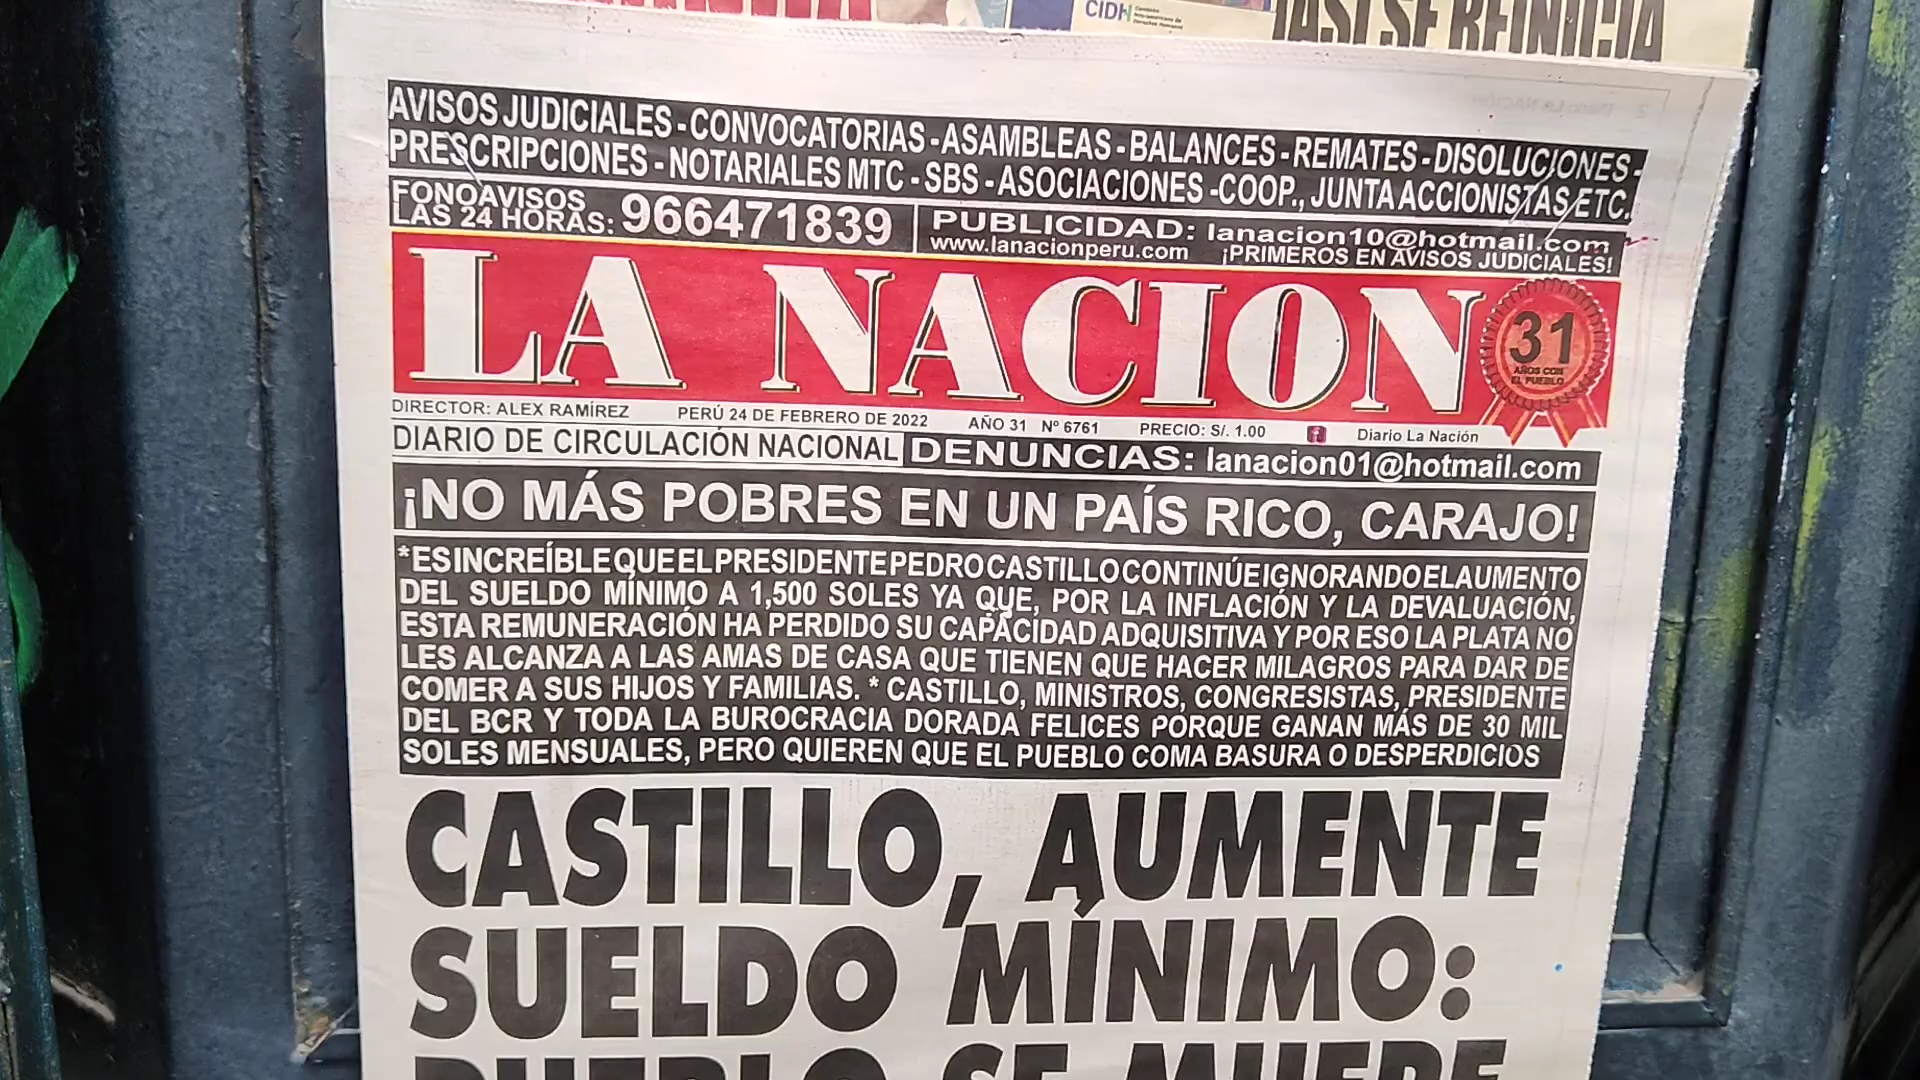 CIDH Comisión Interamericana de Derechos Humanos
¡ASÍ SE REINICIA
AVISOS JUDICIALES - CONVOCATORIAS - ASAMBLEAS - BALANCES - REMATES - DISOLUCIONES -
PRESCRIPCIONES - NOTARIALES MTC - SBS - ASOCIACIONES - COOP., JUNTA ACCIONISTAS ETC.
FONOAVISOS
LAS 24 HORAS: 966471839
PUBLICIDAD: lanacion10@hotmail.com
www.lanacionperu.com ¡PRIMEROS EN AVISOS JUDICIALES!
LA NACION
31
AÑOS CON
EL PUEBLO
DIRECTOR: ALEX RAMÍREZ PERÚ 24 DE FEBRERO DE 2022 AÑO 31 Nº 6761 PRECIO: S/. 1.00 Diario La Nación
DIARIO DE CIRCULACIÓN NACIONAL DENUNCIAS: lanacion01@hotmail.com
¡NO MÁS POBRES EN UN PAÍS RICO, CARAJO!
*ES INCREÍBLE QUE EL PRESIDENTE PEDRO CASTILLO CONTINÚE IGNORANDO EL AUMENTO
DEL SUELDO MÍNIMO A 1,500 SOLES YA QUE, POR LA INFLACIÓN Y LA DEVALUACIÓN,
ESTA REMUNERACIÓN HA PERDIDO SU CAPACIDAD ADQUISITIVA Y POR ESO LA PLATA NO
LES ALCANZA A LAS AMAS DE CASA QUE TIENEN QUE HACER MILAGROS PARA DAR DE
COMER A SUS HIJOS Y FAMILIAS. * CASTILLO, MINISTROS, CONGRESISTAS, PRESIDENTE
DEL BCR Y TODA LA BUROCRACIA DORADA FELICES PORQUE GANAN MÁS DE 30 MIL
SOLES MENSUALES, PERO QUIEREN QUE EL PUEBLO COMA BASURA O DESPERDICIOS
CASTILLO, AUMENTE
SUELDO MÍNIMO:
PUEBLO SE MUERE